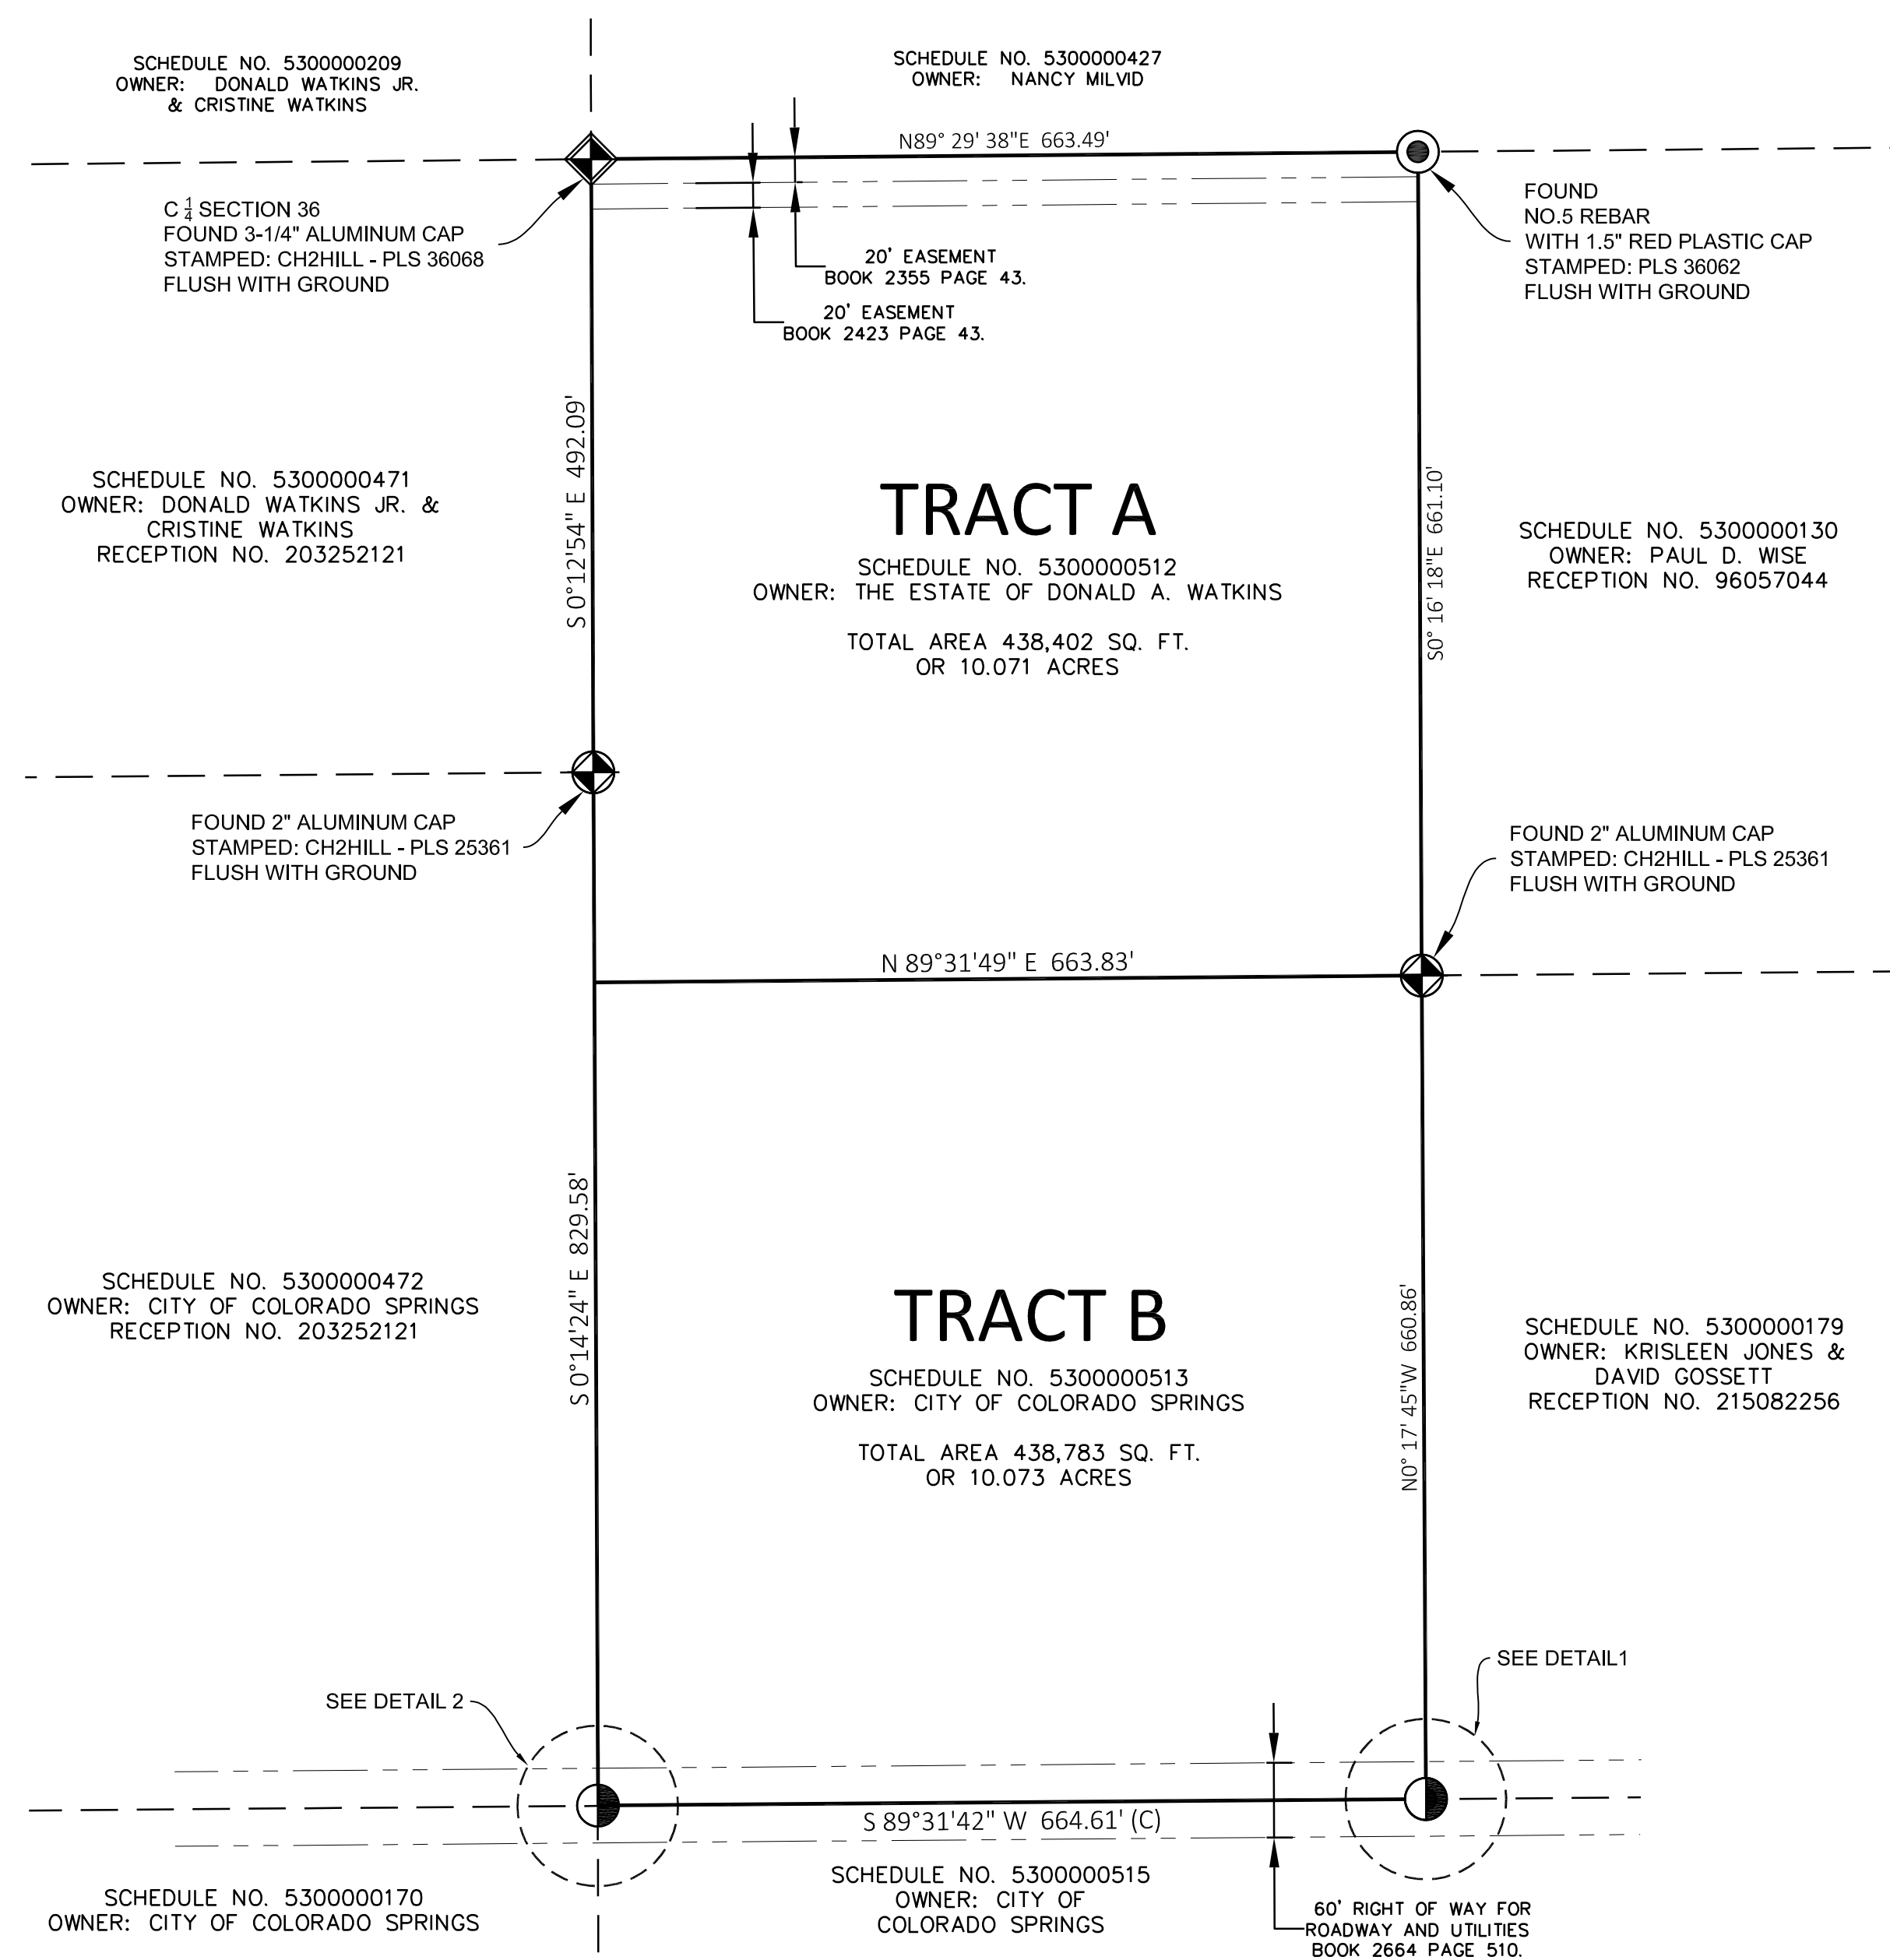 SCHEDULE NO. 5300000209
OWNER: DONALD WATKINS JR.
& CRISTINE WATKINS
SCHEDULE NO. 5300000427
OWNER: NANCY MILVID
N89° 29' 38"E 663.49'
C 1/4 SECTION 36
FOUND 3-1/4" ALUMINUM CAP
STAMPED: CH2HILL - PLS 36068
FLUSH WITH GROUND
FOUND
NO.5 REBAR
WITH 1.5" RED PLASTIC CAP
STAMPED: PLS 36062
FLUSH WITH GROUND
20' EASEMENT
BOOK 2355 PAGE 43.
20' EASEMENT
BOOK 2423 PAGE 43.
S 0°12'54" E 492.09'
SCHEDULE NO. 5300000471
OWNER: DONALD WATKINS JR. &
CRISTINE WATKINS
RECEPTION NO. 203252121
TRACT A
SCHEDULE NO. 5300000512
OWNER: THE ESTATE OF DONALD A. WATKINS
TOTAL AREA 438,402 SQ. FT.
OR 10.071 ACRES
S0° 16' 18"E 661.10'
SCHEDULE NO. 5300000130
OWNER: PAUL D. WISE
RECEPTION NO. 96057044
FOUND 2" ALUMINUM CAP
STAMPED: CH2HILL - PLS 25361
FLUSH WITH GROUND
FOUND 2" ALUMINUM CAP
STAMPED: CH2HILL - PLS 25361
FLUSH WITH GROUND
N 89°31'49" E 663.83'
S 0°14'24" E 829.58'
SCHEDULE NO. 5300000472
OWNER: CITY OF COLORADO SPRINGS
RECEPTION NO. 203252121
TRACT B
SCHEDULE NO. 5300000513
OWNER: CITY OF COLORADO SPRINGS
TOTAL AREA 438,783 SQ. FT.
OR 10.073 ACRES
N0° 17' 45"W 660.86'
SCHEDULE NO. 5300000179
OWNER: KRISLEEN JONES &
DAVID GOSSETT
RECEPTION NO. 215082256
SEE DETAIL 2
SEE DETAIL1
S 89°31'42" W 664.61' (C)
SCHEDULE NO. 5300000170
OWNER: CITY OF COLORADO SPRINGS
SCHEDULE NO. 5300000515
OWNER: CITY OF
COLORADO SPRINGS
60' RIGHT OF WAY FOR
ROADWAY AND UTILITIES
BOOK 2664 PAGE 510.